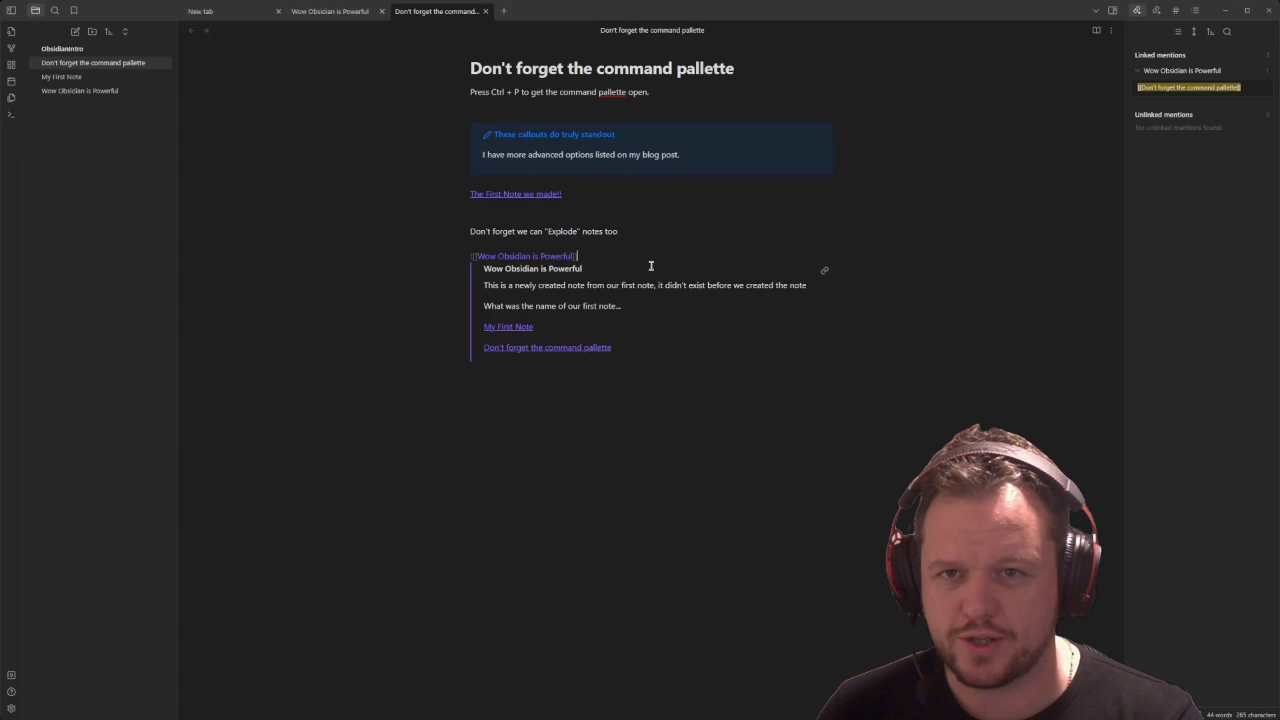 New tab
Wow Obsidian is Powerful
Don't forget the command...
Don't forget the command pallette
ObsidianIntro
Don't forget the command pallette
My First Note
Wow Obsidian is Powerful
Don't forget the command pallette
Press Ctrl + P to get the command pallette open.
These callouts do truly standout
I have more advanced options listed on my blog post.
The First Note we made!!
Don't forget we can "Explode" notes too
![[Wow Obsidian is Powerful]]
Wow Obsidian is Powerful
This is a newly created note from our first note, it didn't exist before we created the note
What was the name of our first note...
My First Note
Don't forget the command pallette
Linked mentions
Wow Obsidian is Powerful
[[Don't forget the command pallette]]
Unlinked mentions
No unlinked mentions found.
44 words 265 characters